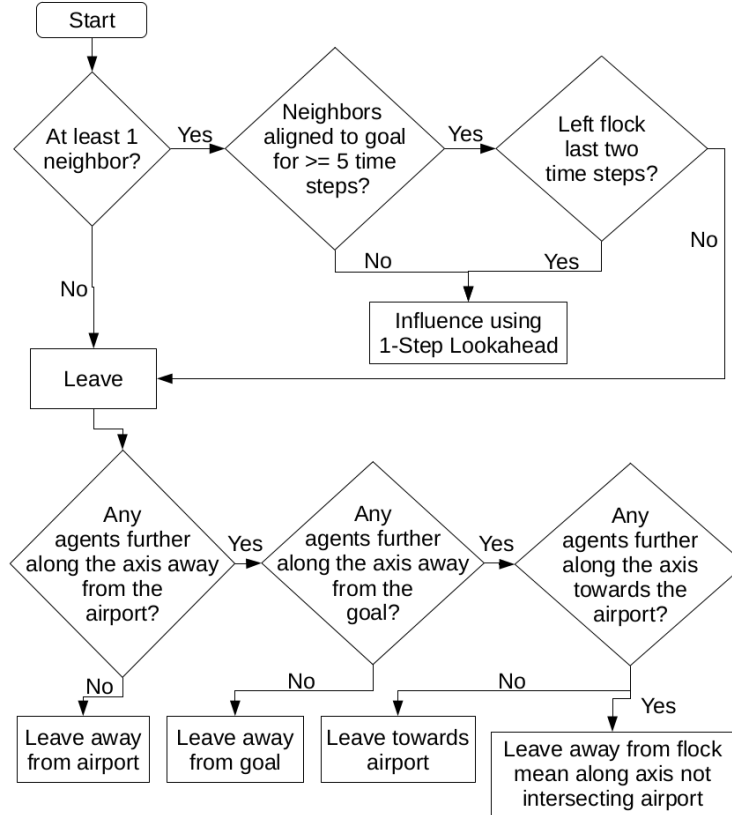 Start
At least 1
neighbor?
Yes
Neighbors
aligned to goal
for >= 5 time
steps?
Yes
Left flock
last two
time steps?
No
No
Yes
No
Influence using
1-Step Lookahead
Leave
Any
agents further
along the axis away
from the
airport?
Yes
Any
agents further
along the axis away
from the
goal?
Yes
Any
agents further
along the axis
towards the
airport?
No
No
No
Yes
Leave away
from airport
Leave away
from goal
Leave towards
airport
Leave away from flock
mean along axis not
intersecting airport